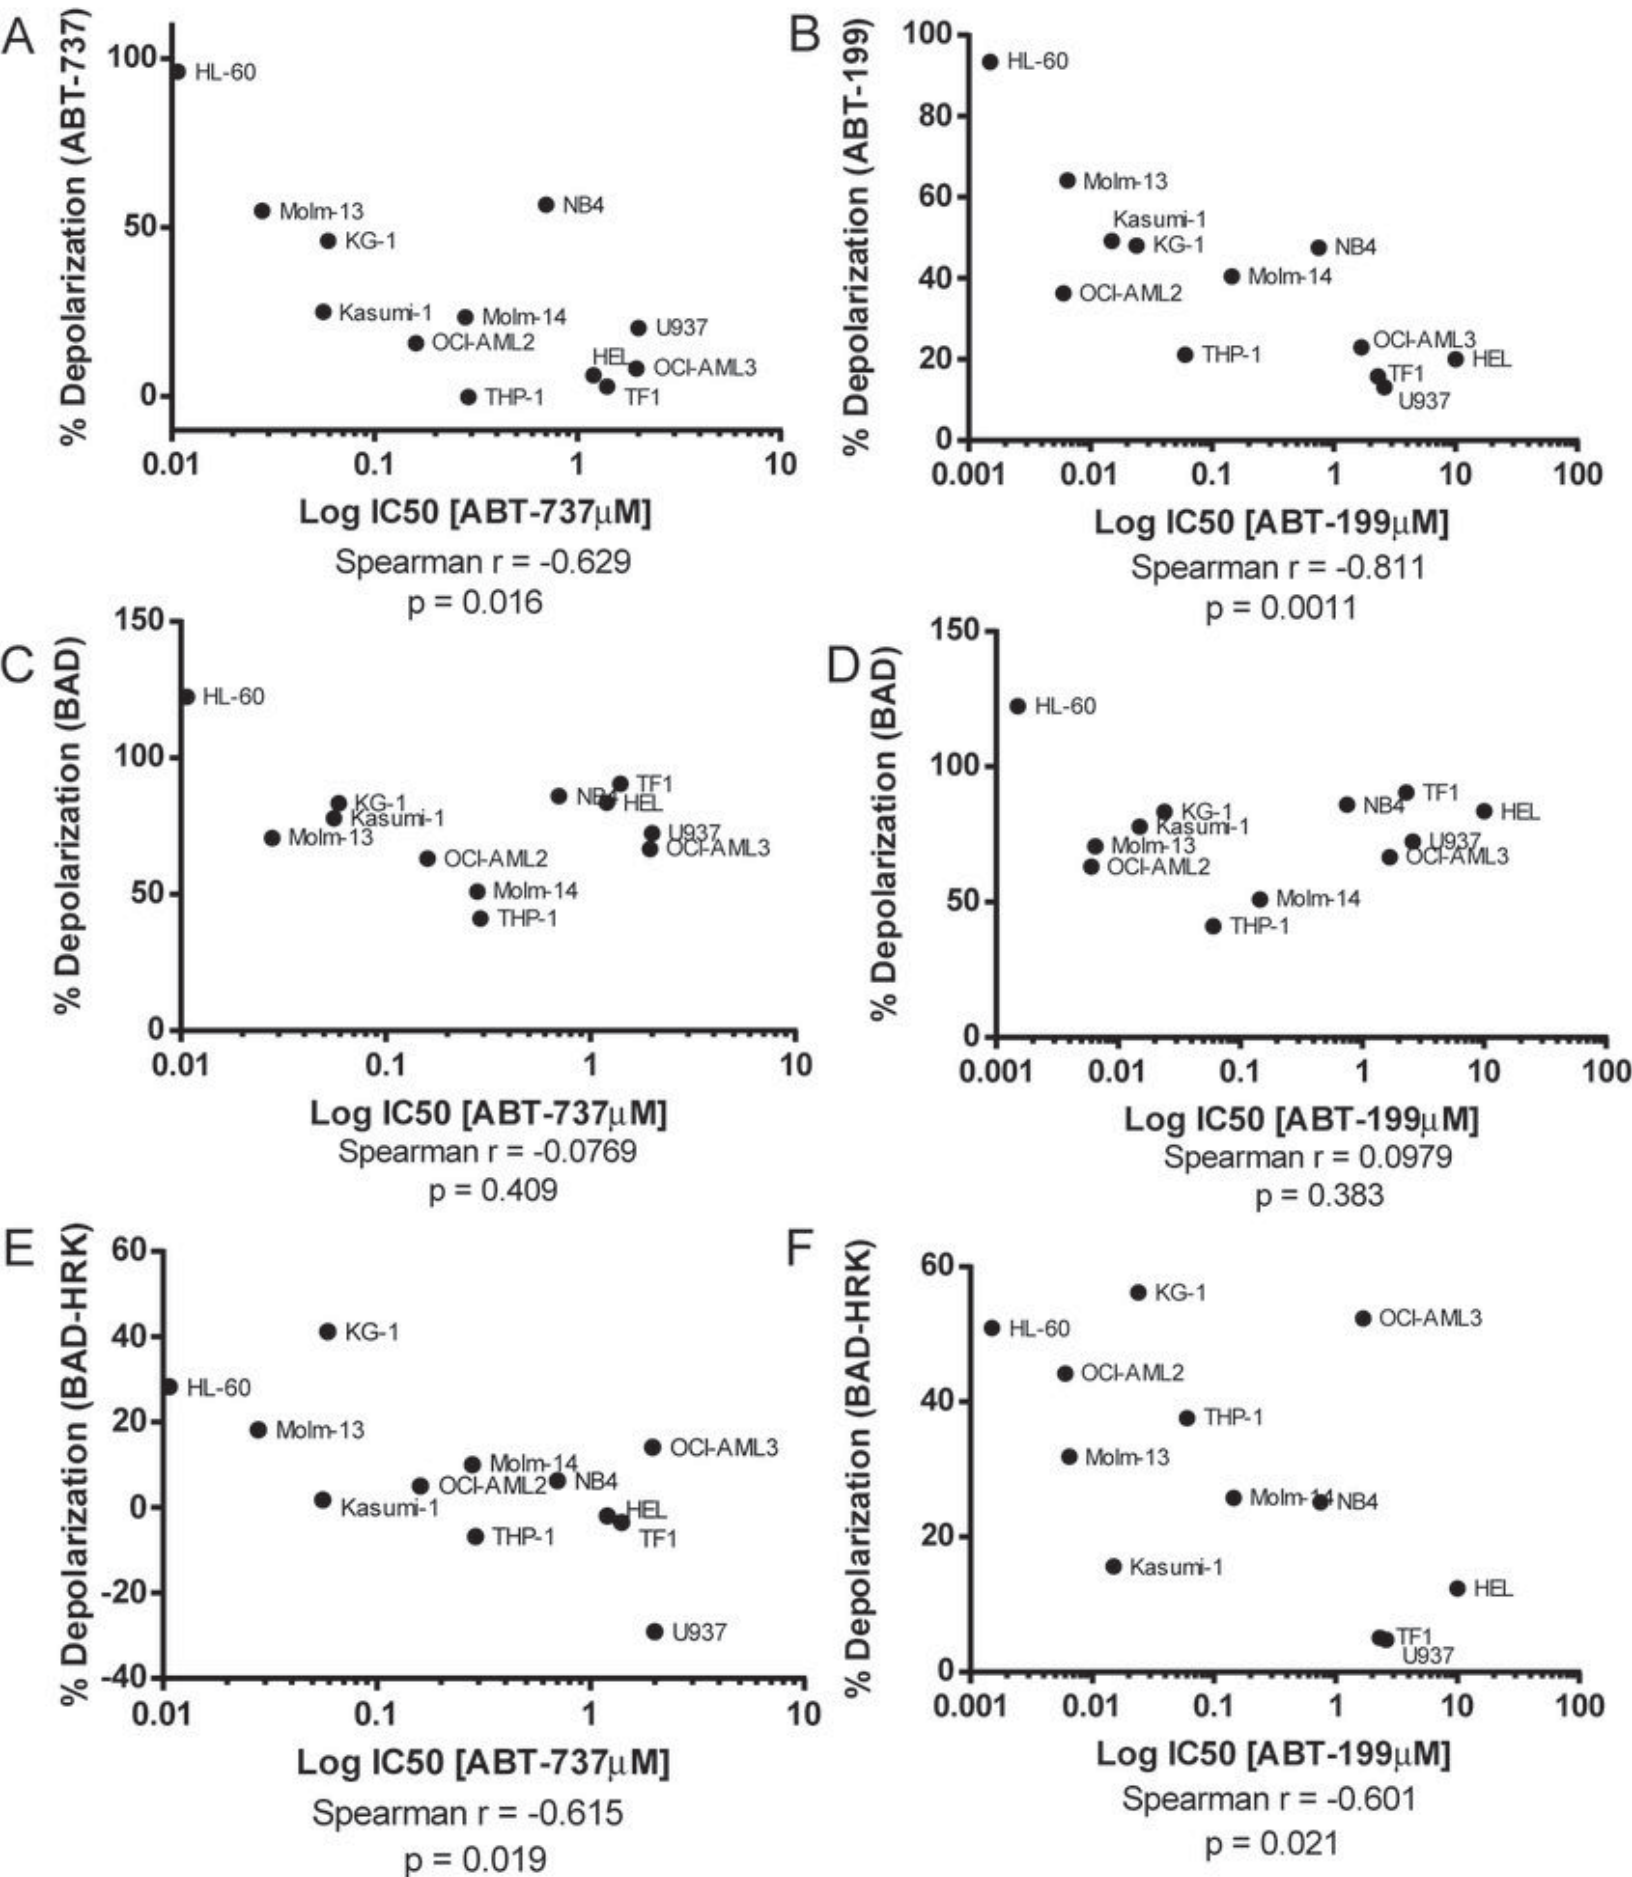 A
% Depolarization (ABT-737)
100
50
0
HL-60
Molm-13
NB4
KG-1
Kasumi-1
Molm-14
U937
OCI-AML2
HEL
OCI-AML3
THP-1
TF1
0.01 0.1 1 10
Log IC50 [ABT-737μM]
Spearman r = -0.629
p = 0.016
B
% Depolarization (ABT-199)
100
80
60
40
20
0
HL-60
Molm-13
Kasumi-1
KG-1
NB4
Molm-14
OCI-AML2
OCI-AML3
THP-1
HEL
TF1
U937
0.001 0.01 0.1 1 10 100
Log IC50 [ABT-199μM]
Spearman r = -0.811
p = 0.0011
C
% Depolarization (BAD)
150
100
50
0
HL-60
TF1
NB4
KG-1
HEL
Kasumi-1
Molm-13
U937
OCI-AML3
OCI-AML2
Molm-14
THP-1
0.01 0.1 1 10
Log IC50 [ABT-737μM]
Spearman r = -0.0769
p = 0.409
D
% Depolarization (BAD)
150
100
50
0
HL-60
TF1
NB4
KG-1
HEL
Kasumi-1
U937
Molm-13
OCI-AML3
OCI-AML2
Molm-14
THP-1
0.001 0.01 0.1 1 10 100
Log IC50 [ABT-199μM]
Spearman r = 0.0979
p = 0.383
E
% Depolarization (BAD-HRK)
60
40
20
0
-20
-40
KG-1
HL-60
Molm-13
OCI-AML3
Molm-14
NB4
OCI-AML2
Kasumi-1
HEL
THP-1
TF1
U937
0.01 0.1 1 10
Log IC50 [ABT-737μM]
Spearman r = -0.615
p = 0.019
F
% Depolarization (BAD-HRK)
60
40
20
0
KG-1
OCI-AML3
HL-60
OCI-AML2
THP-1
Molm-13
Molm-14
NB4
Kasumi-1
HEL
TF1
U937
0.001 0.01 0.1 1 10 100
Log IC50 [ABT-199μM]
Spearman r = -0.601
p = 0.021